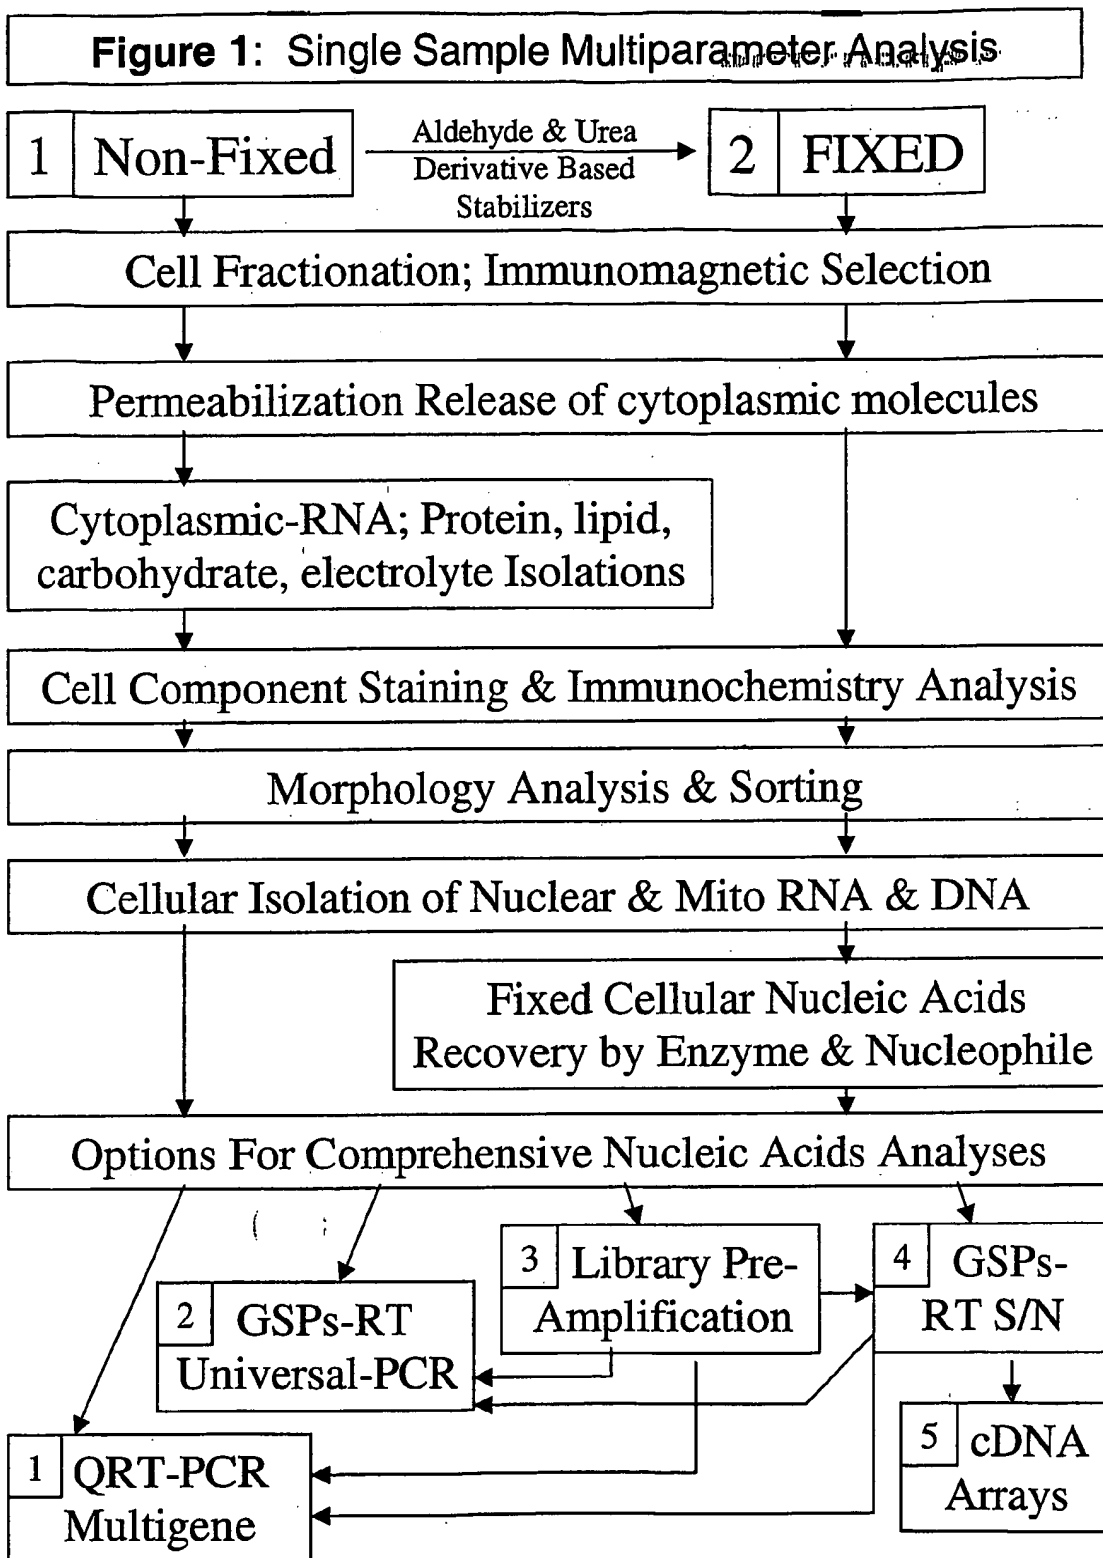 Figure 1: Single Sample Multiparameter Analysis
1 Non-Fixed
Aldehyde & Urea
Derivative Based
Stabilizers
2 FIXED
Cell Fractionation; Immunomagnetic Selection
Permeabilization Release of cytoplasmic molecules
Cytoplasmic-RNA; Protein, lipid,
carbohydrate, electrolyte Isolations
Cell Component Staining & Immunochemistry Analysis
Morphology Analysis & Sorting
Cellular Isolation of Nuclear & Mito RNA & DNA
Fixed Cellular Nucleic Acids
Recovery by Enzyme & Nucleophile
Options For Comprehensive Nucleic Acids Analyses
3 Library Pre-
Amplification
4 GSPs-
RT S/N
2 GSPs-RT
Universal-PCR
5 cDNA
Arrays
1 QRT-PCR
Multigene